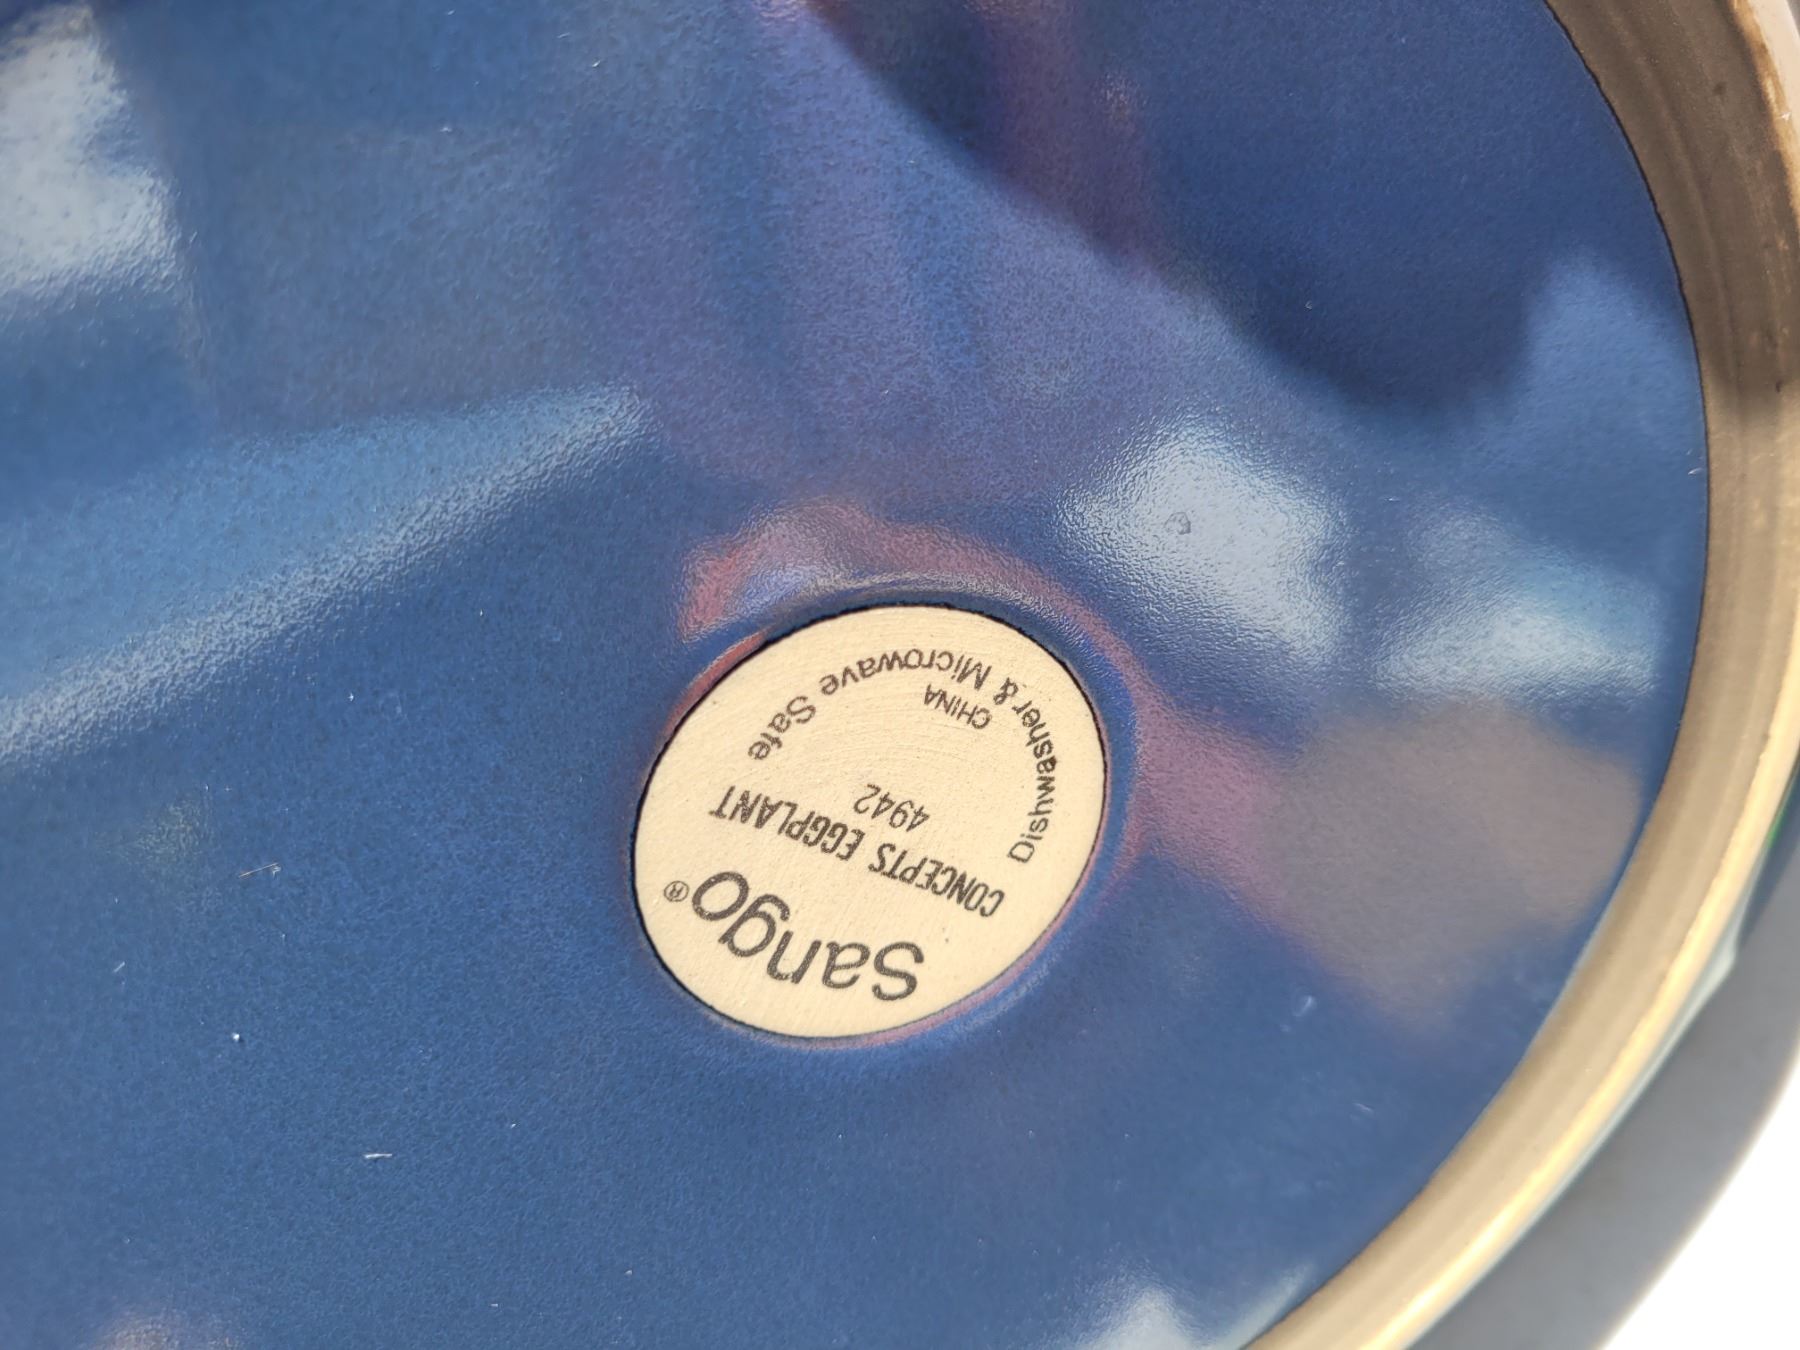 sango®
CONCEPTS EGGPLANT
4942
CHINA
Dishwasher & Microwave Safe